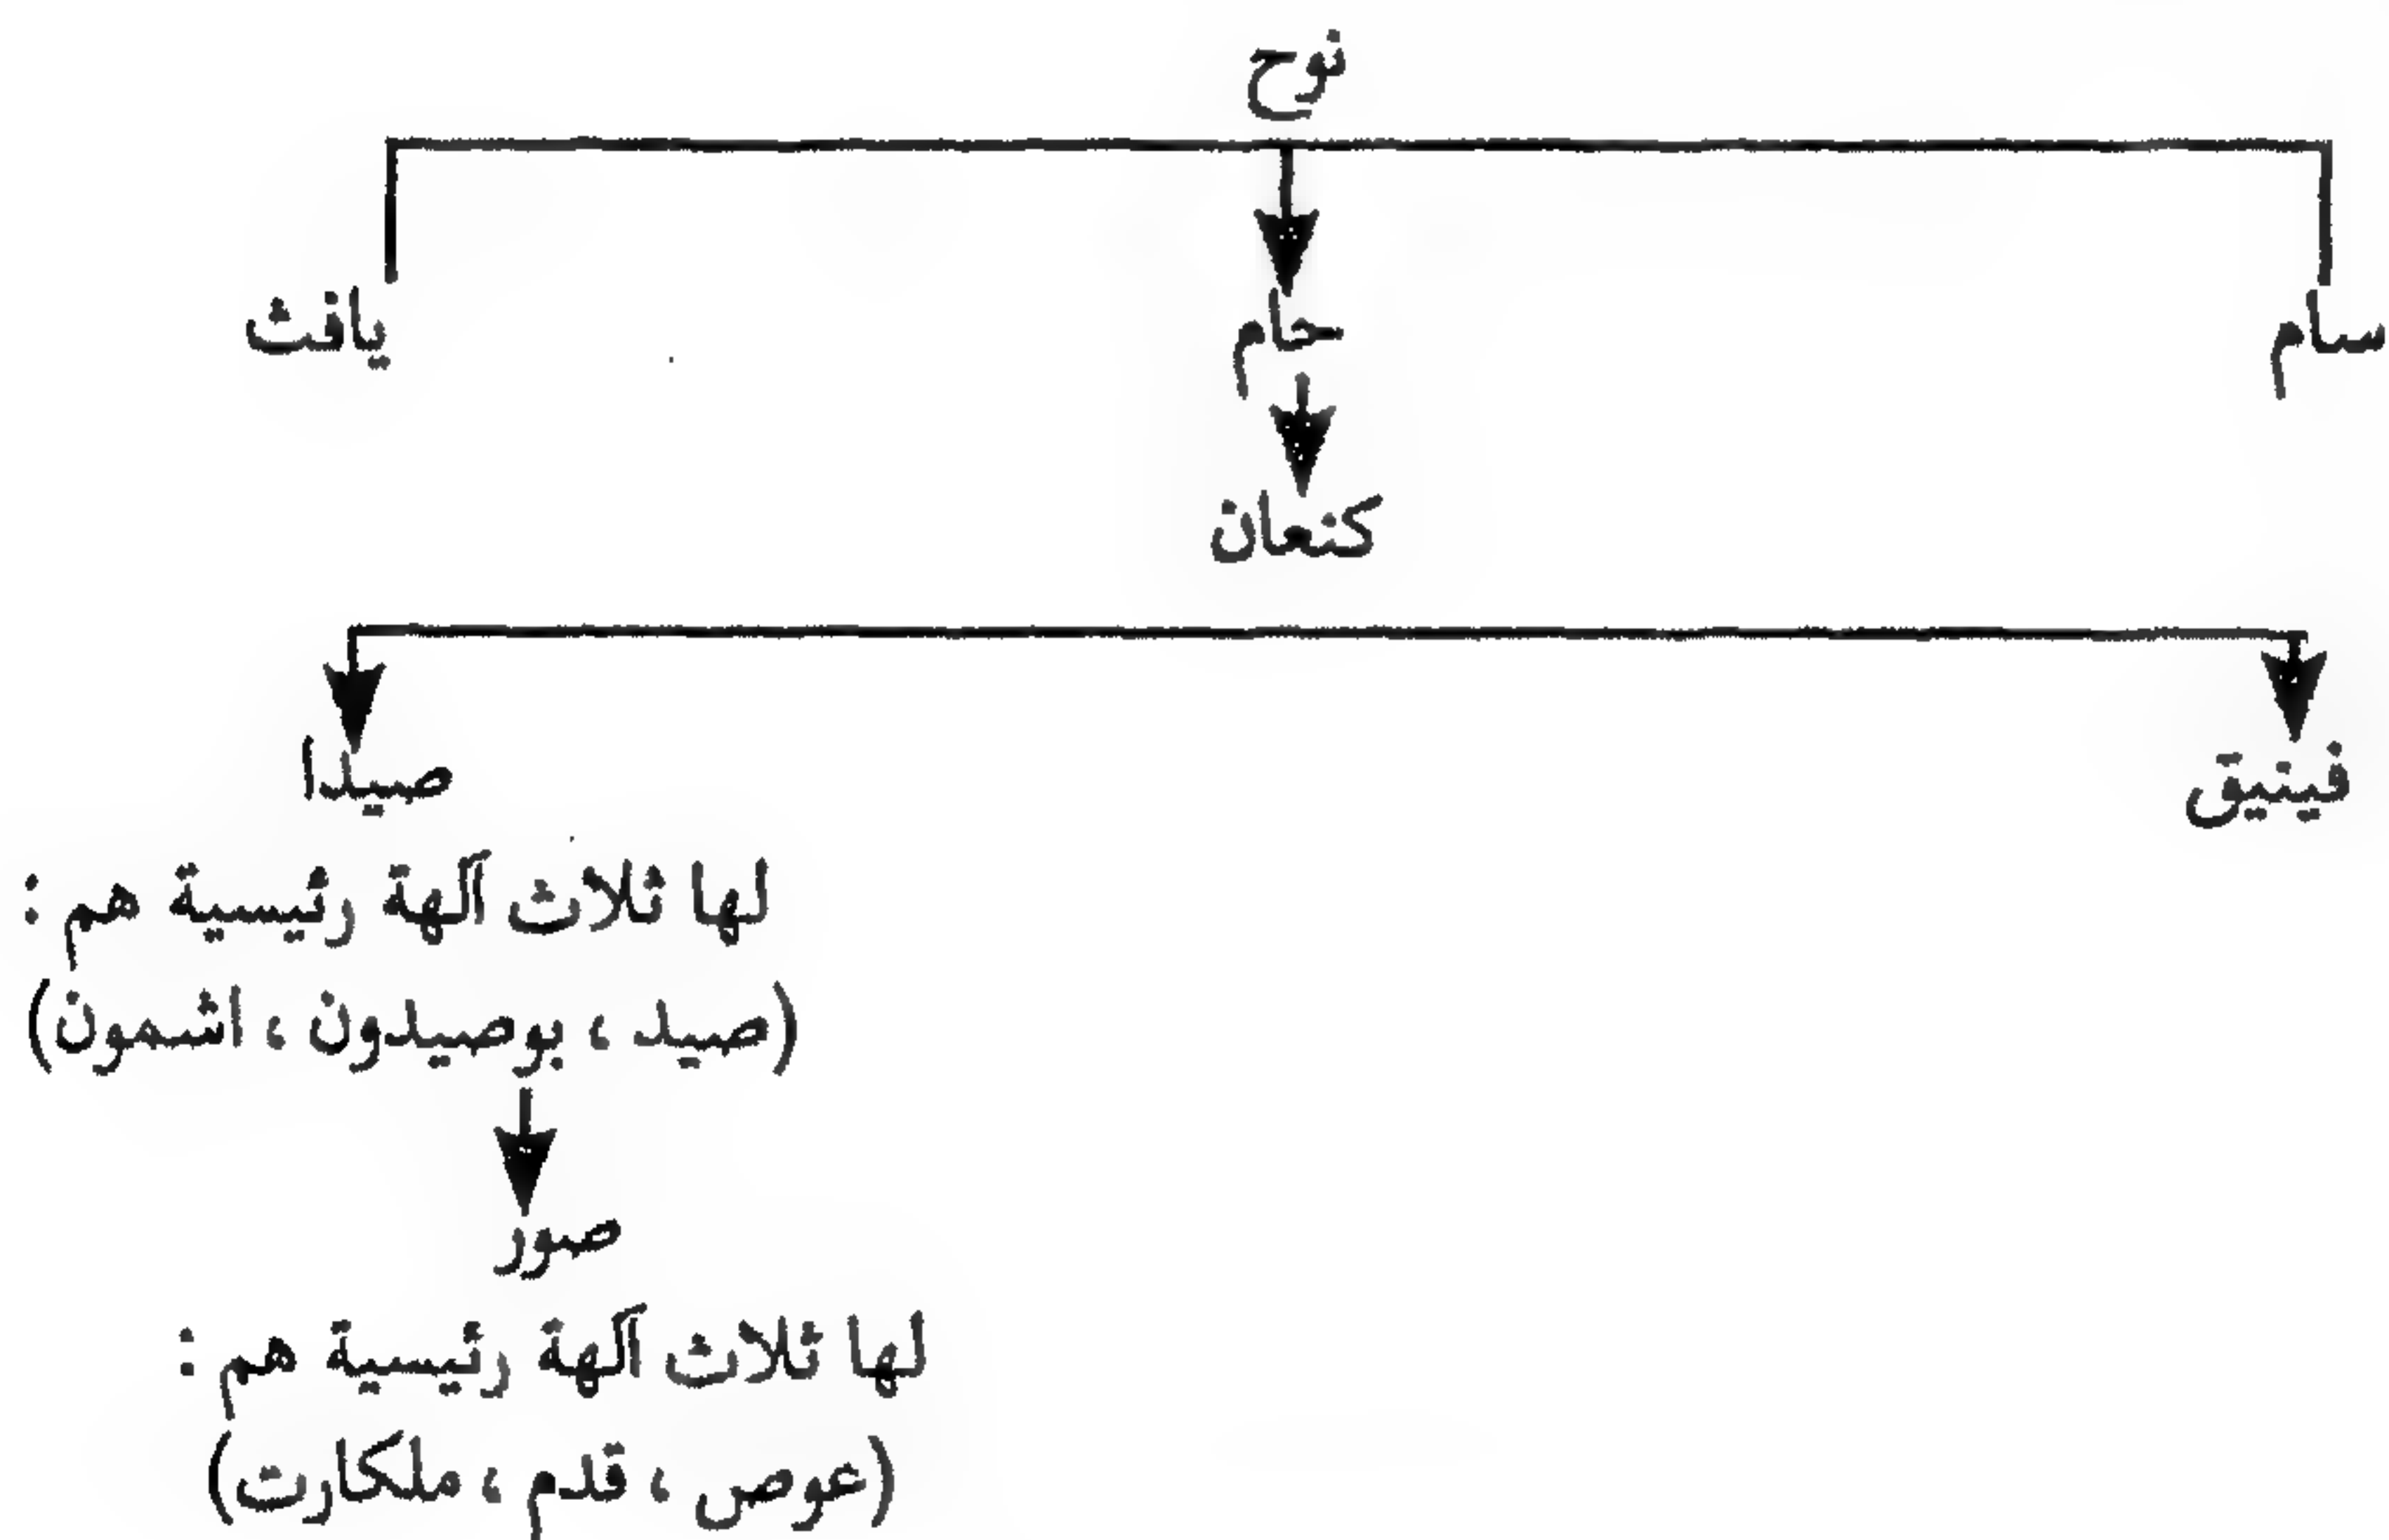 نوح
سام
حام
يافث
كنعان
فينيق
صيدا
لها ثلاث آلهة رئيسية هم :
(صيد ، بوصيدون ، اشمون)
صور
لها ثلاث آلهة رئيسية هم :
(عوص ، قدم ، ملكارت)